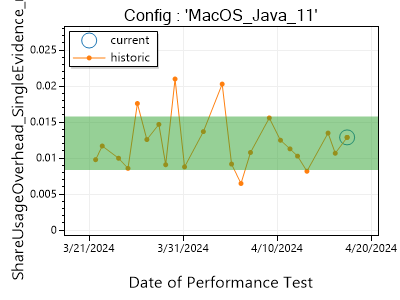 Config : 'MacOS_Java_11'
current
historic
0.025
0.02
0.015
0.01
0.005
0
ShareUsageOverhead_SingleEvidence_
3/21/2024
3/31/2024
4/10/2024
4/20/2024
Date of Performance Test